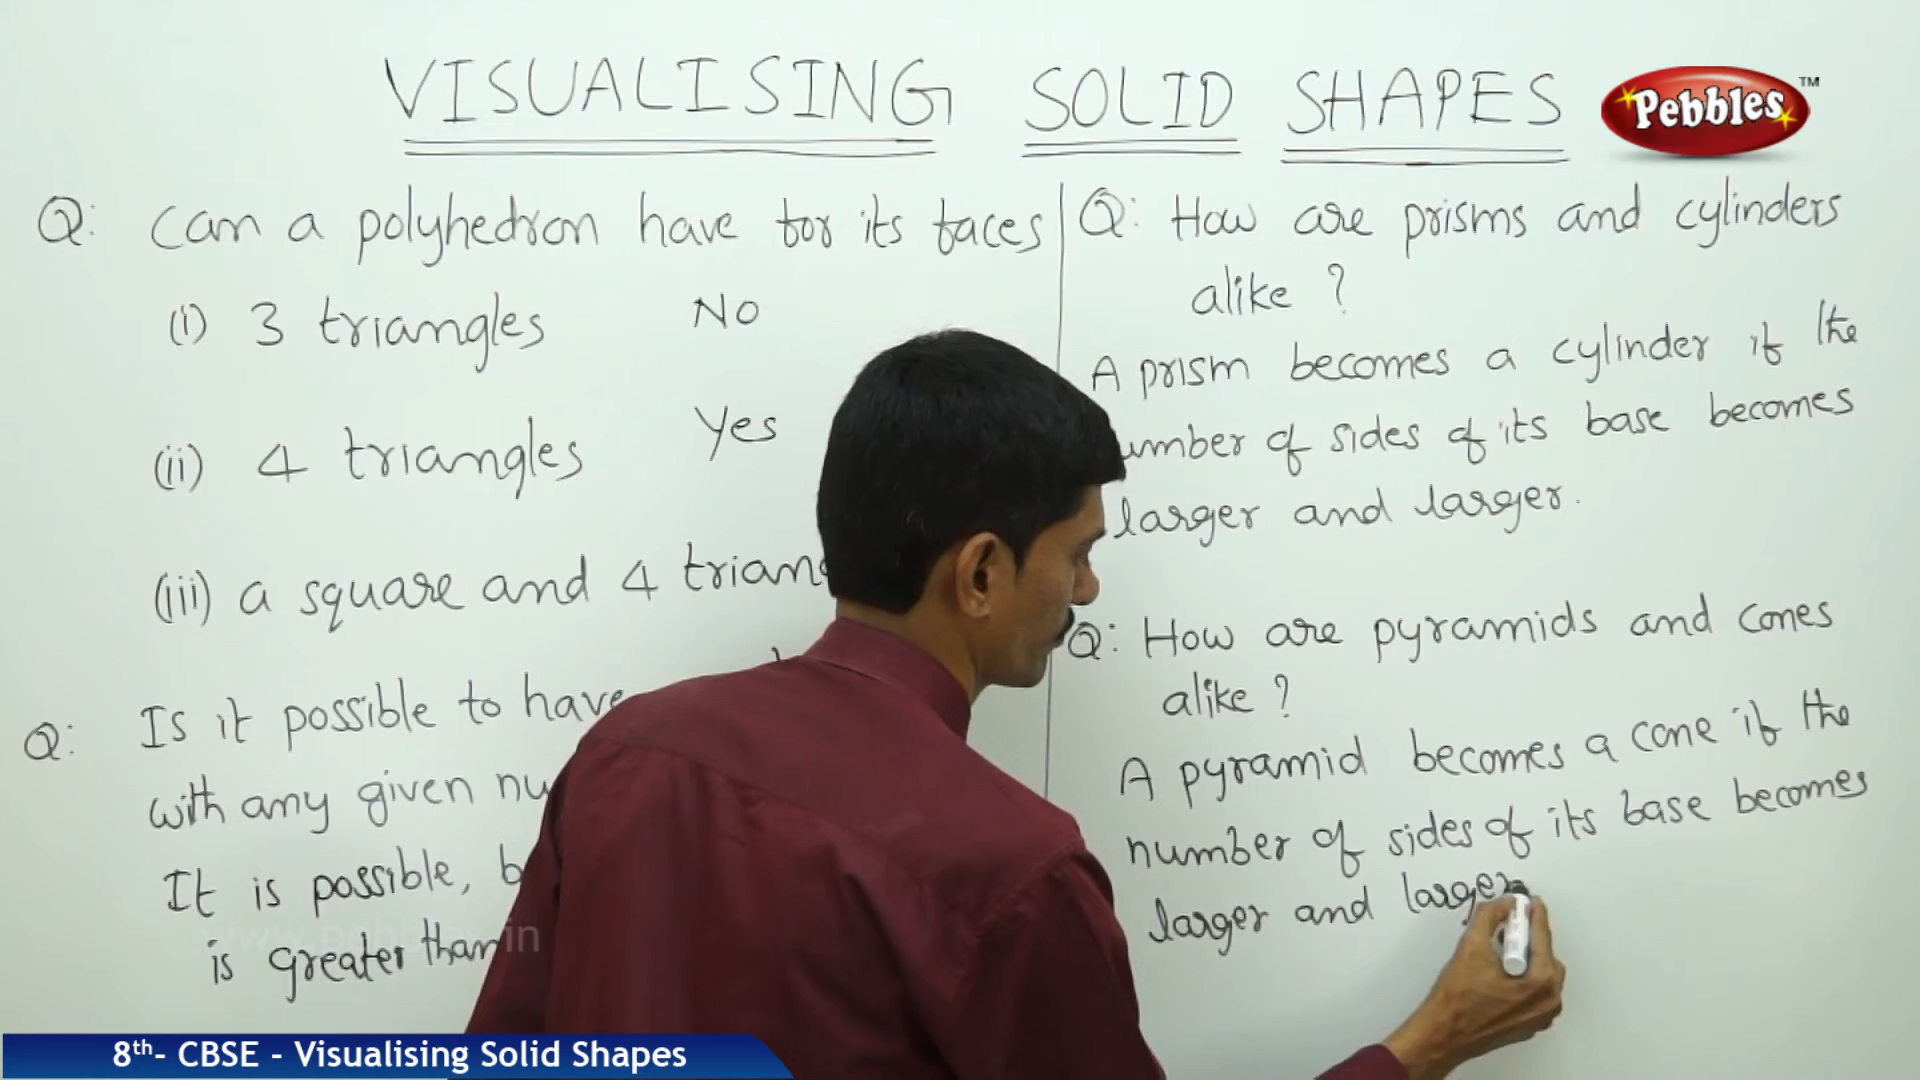 VISUALISING SOLID SHAPES
Pebbles™
Q: Can a polyhedron have for its faces
(i) 3 triangles No
(ii) 4 triangles Yes
(iii) a square and 4
Q: Is it possible to have
with any given
It is possible,
is greater than
www.pebbles.in
Q: How are prisms and cylinders
alike ?
A prism becomes a cylinder if the
number of sides of its base becomes
larger and larger.
Q: How are pyramids and cones
alike ?
A pyramid becomes a cone if the
number of sides of its base becomes
larger and larger
8th- CBSE - Visualising Solid Shapes